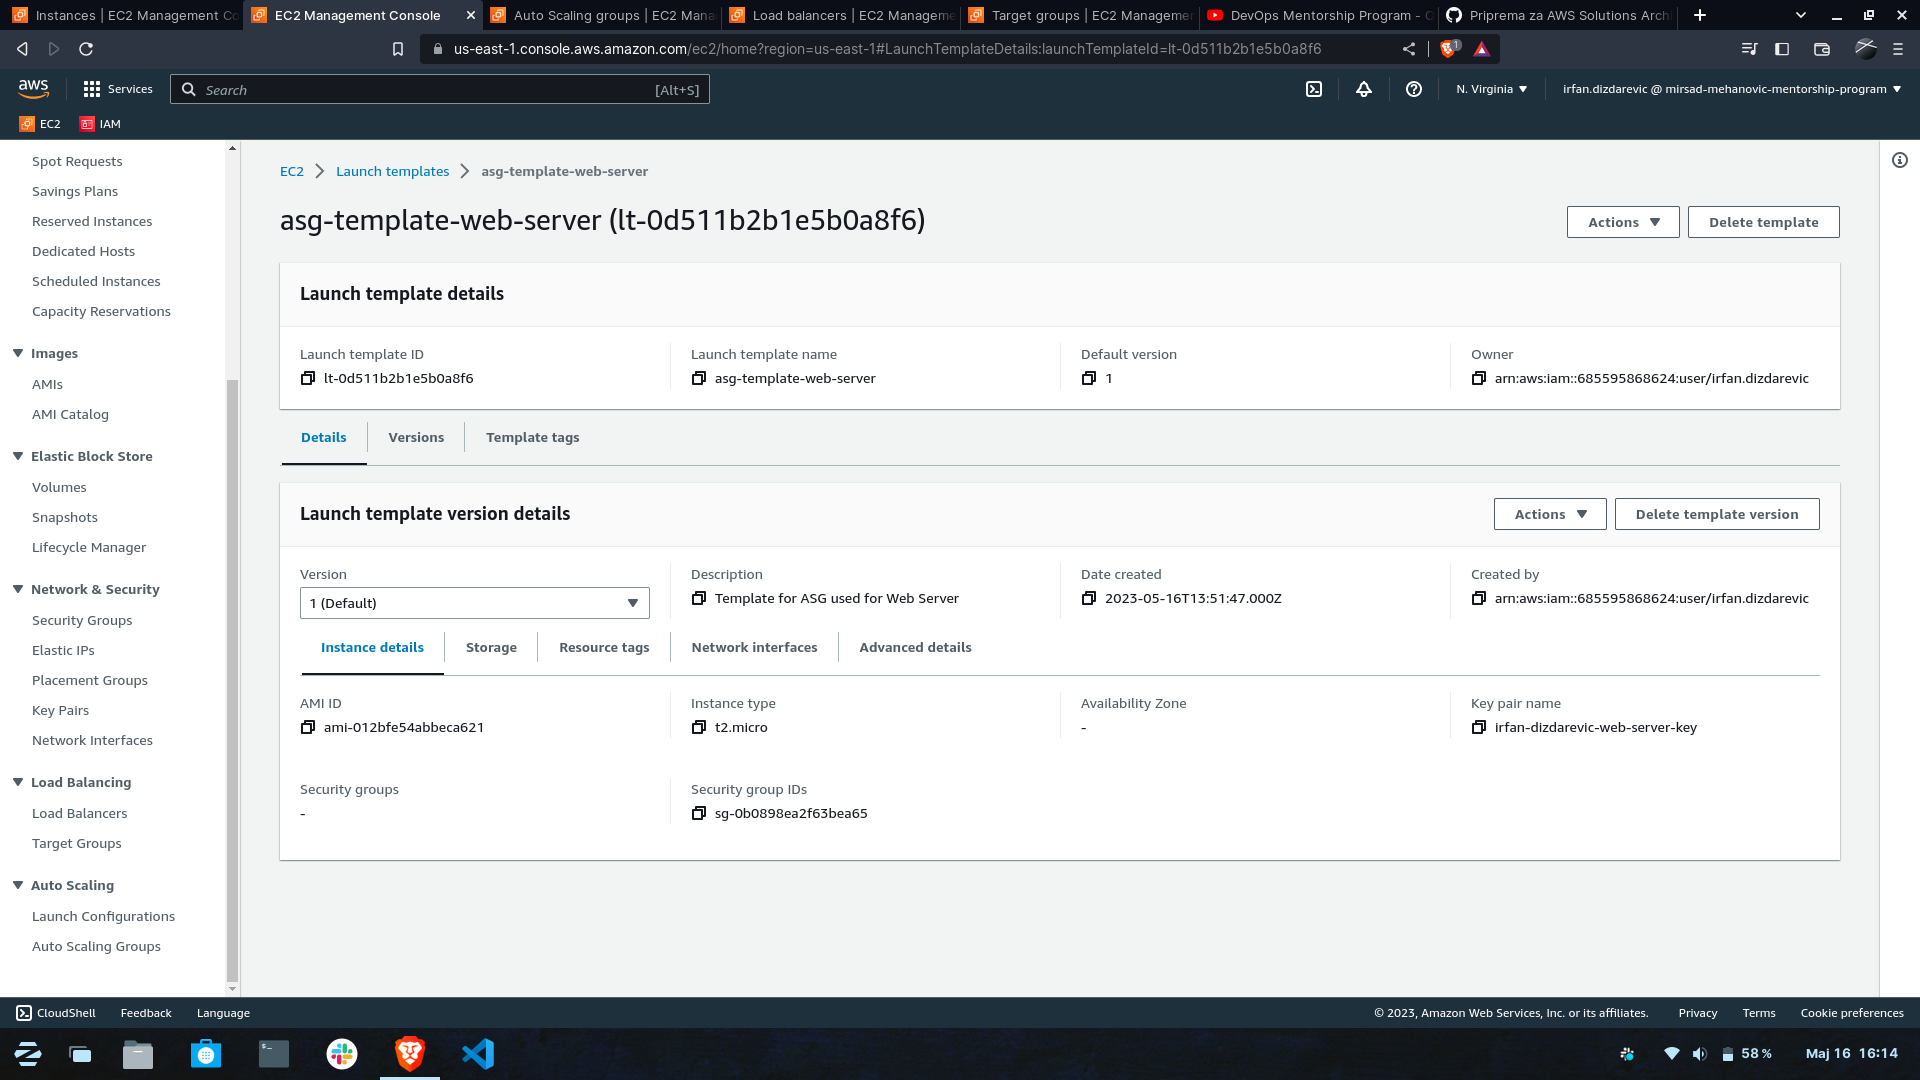 Instances | EC2 Management Co
EC2 Management Console
Auto Scaling groups | EC2 Mana
Load balancers | EC2 Manageme
Target groups | EC2 Managemen
DevOps Mentorship Program -
Priprema za AWS Solutions Archi
us-east-1.console.aws.amazon.com/ec2/home?region=us-east-1#LaunchTemplateDetails:launchTemplateId=lt-0d511b2b1e5b0a8f6
1
aws
Services
Search
[Alt+S]
N. Virginia
irfan.dizdarevic @ mirsad-mehanovic-mentorship-program
EC2
IAM
Spot Requests
Savings Plans
Reserved Instances
Dedicated Hosts
Scheduled Instances
Capacity Reservations
Images
AMIs
AMI Catalog
Elastic Block Store
Volumes
Snapshots
Lifecycle Manager
Network & Security
Security Groups
Elastic IPs
Placement Groups
Key Pairs
Network Interfaces
Load Balancing
Load Balancers
Target Groups
Auto Scaling
Launch Configurations
Auto Scaling Groups
EC2
Launch templates
asg-template-web-server
asg-template-web-server (lt-0d511b2b1e5b0a8f6)
Actions
Delete template
Launch template details
Launch template ID
lt-0d511b2b1e5b0a8f6
Launch template name
asg-template-web-server
Default version
1
Owner
arn:aws:iam::685595868624:user/irfan.dizdarevic
Details
Versions
Template tags
Launch template version details
Actions
Delete template version
Version
1 (Default)
Description
Template for ASG used for Web Server
Date created
2023-05-16T13:51:47.000Z
Created by
arn:aws:iam::685595868624:user/irfan.dizdarevic
Instance details
Storage
Resource tags
Network interfaces
Advanced details
AMI ID
ami-012bfe54abbeca621
Instance type
t2.micro
Availability Zone
-
Key pair name
irfan-dizdarevic-web-server-key
Security groups
-
Security group IDs
sg-0b0898ea2f63bea65
CloudShell
Feedback
Language
© 2023, Amazon Web Services, Inc. or its affiliates.
Privacy
Terms
Cookie preferences
58 %
Maj 16 16:14